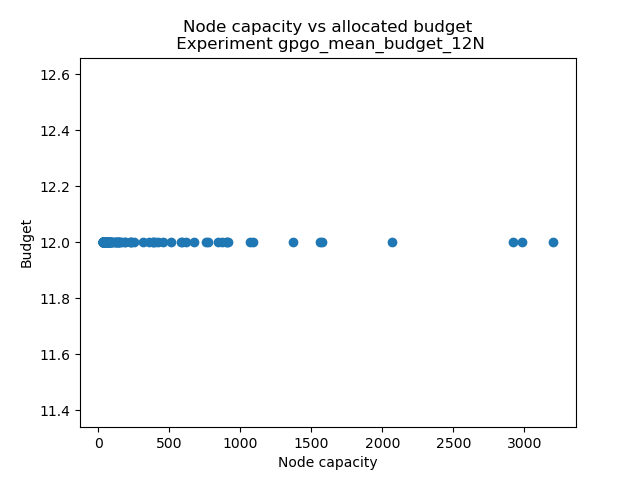 Node capacity vs allocated budget
Experiment gpgo_mean_budget_12N
12.6
12.4
12.2
12.0
11.8
11.6
11.4
Budget
0 500 1000 1500 2000 2500 3000
Node capacity